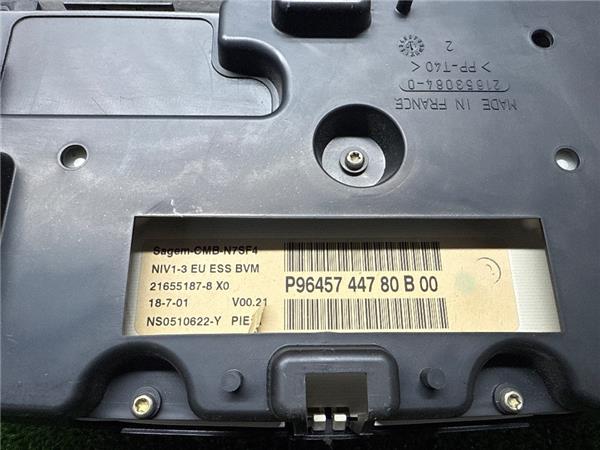 MADE IN FRANCE
21653084-0
> PP-T40 <
2
Sagem-CMB-N7SF4
NIV1-3 EU ESS BVM
21655187-8 X0
18-7-01 V00.21
NS0510622-Y PIE
P96457 447 80 B 00